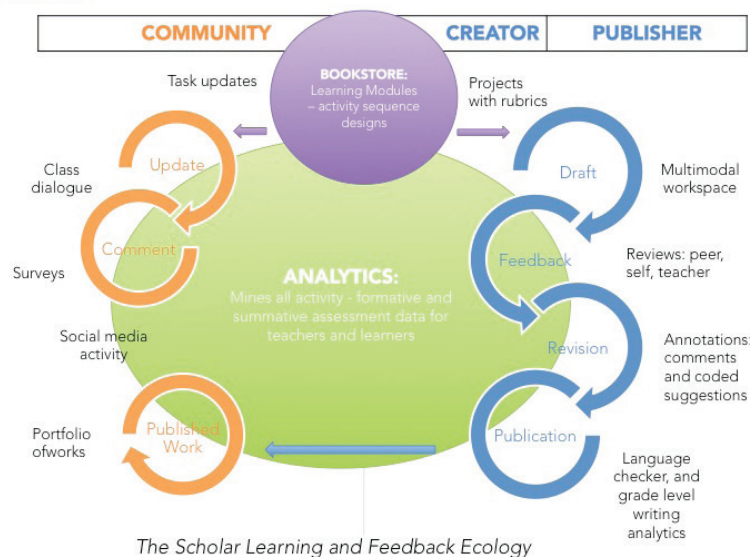 COMMUNITY
CREATOR
PUBLISHER
BOOKSTORE:
Learning Modules
– activity sequence
designs
Task updates
Projects
with rubrics
Update
Draft
Class
dialogue
Multimodal
workspace
Comment
Feedback
Surveys
Reviews: peer,
self, teacher
ANALYTICS:
Mines all activity - formative and
summative assessment data for
teachers and learners
Social media
activity
Revision
Annotations:
comments
and coded
suggestions
Published
Work
Publication
Portfolio
ofworks
Language
checker, and
grade level
writing
analytics
The Scholar Learning and Feedback Ecology